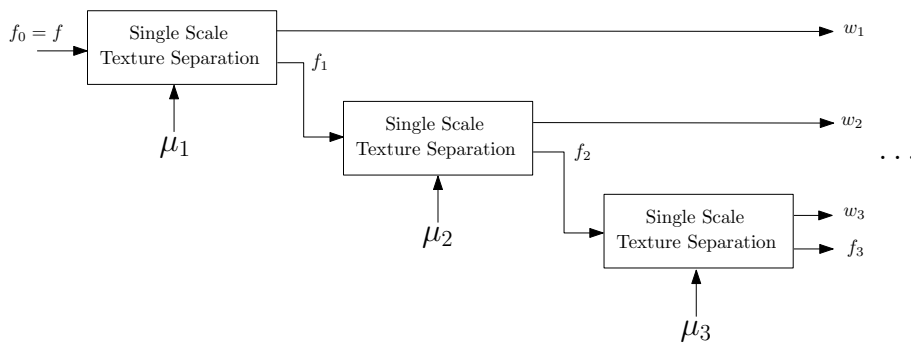 f₀ = f
Single Scale
Texture Separation
w₁
f₁
μ₁
Single Scale
Texture Separation
w₂
f₂
μ₂
...
Single Scale
Texture Separation
w₃
f₃
μ₃